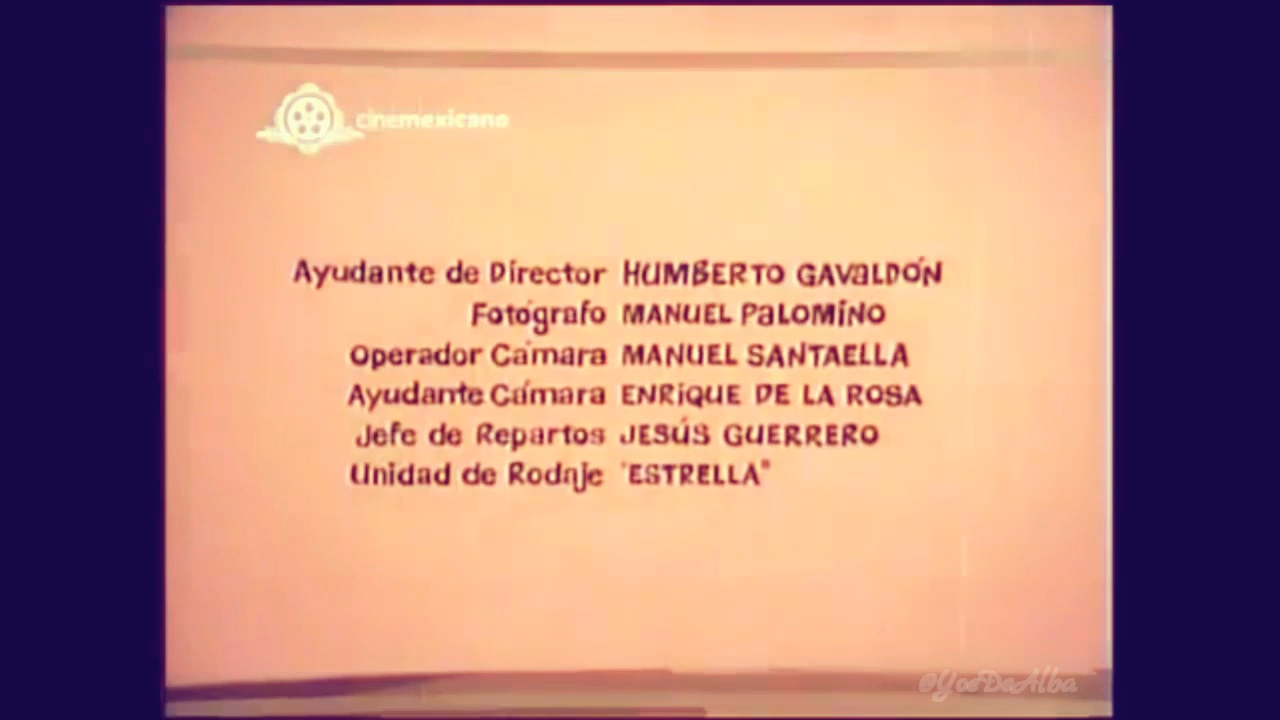 cinemexicano
Ayudante de Director HUMBERTO GAVaLDÓN
Fotógrafo MANUEL PaLOMiNO
Operador Cámara MANUEL SANTAELLA
Ayudante Cámara ENRiQUE DE LA ROSA
Jefe de Repartos JESÚS GUERRERO
Unidad de Rodaje "ESTRELLA"
@YoeDeAlba